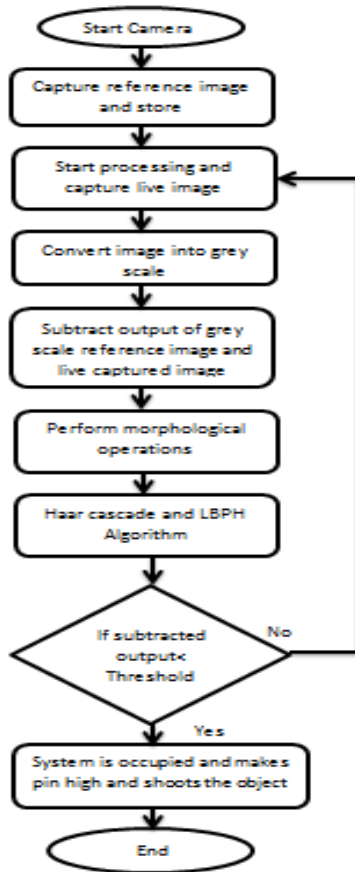 Start Camera
Capture reference image
and store
Start processing and
capture live image
Convert image into grey
scale
Subtract output of grey
scale reference image and
live captured image
Perform morphological
operations
Haar cascade and LBPH
Algorithm
If subtracted
output<
Threshold
No
Yes
System is occupied and makes
pin high and shoots the object
End